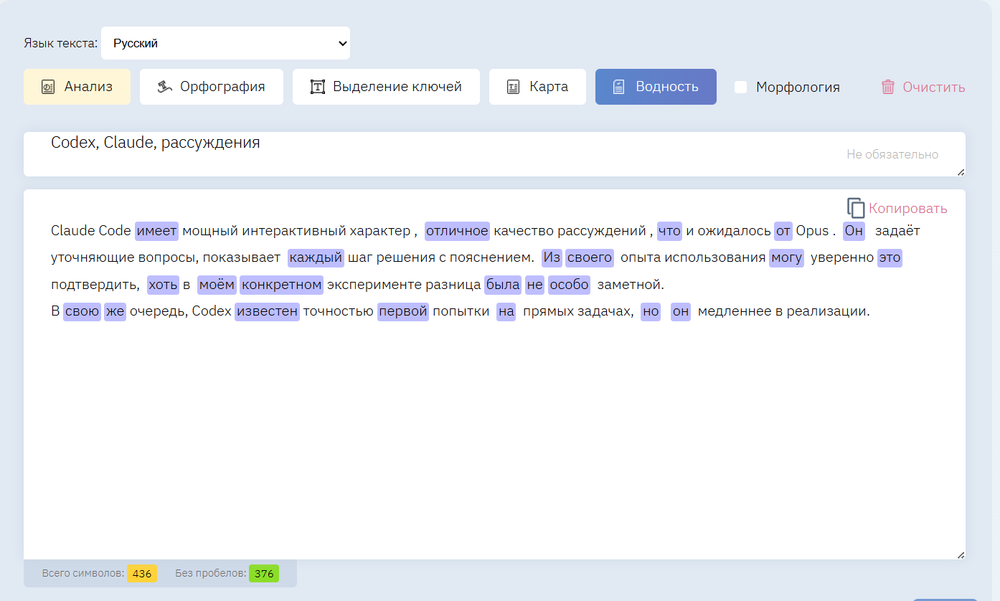 Язык текста: Русский
Анализ Орфография Выделение ключей Карта Водность Морфология Очистить
Codex, Claude, рассуждения
Не обязательно
Копировать
Claude Code имеет мощный интерактивный характер , отличное качество рассуждений , что и ожидалось от Opus . Он задаёт
уточняющие вопросы, показывает каждый шаг решения с пояснением. Из своего опыта использования могу уверенно это
подтвердить, хоть в моём конкретном эксперименте разница была не особо заметной.
В свою же очередь, Codex известен точностью первой попытки на прямых задачах, но он медленнее в реализации.
Всего символов: 436 Без пробелов: 376